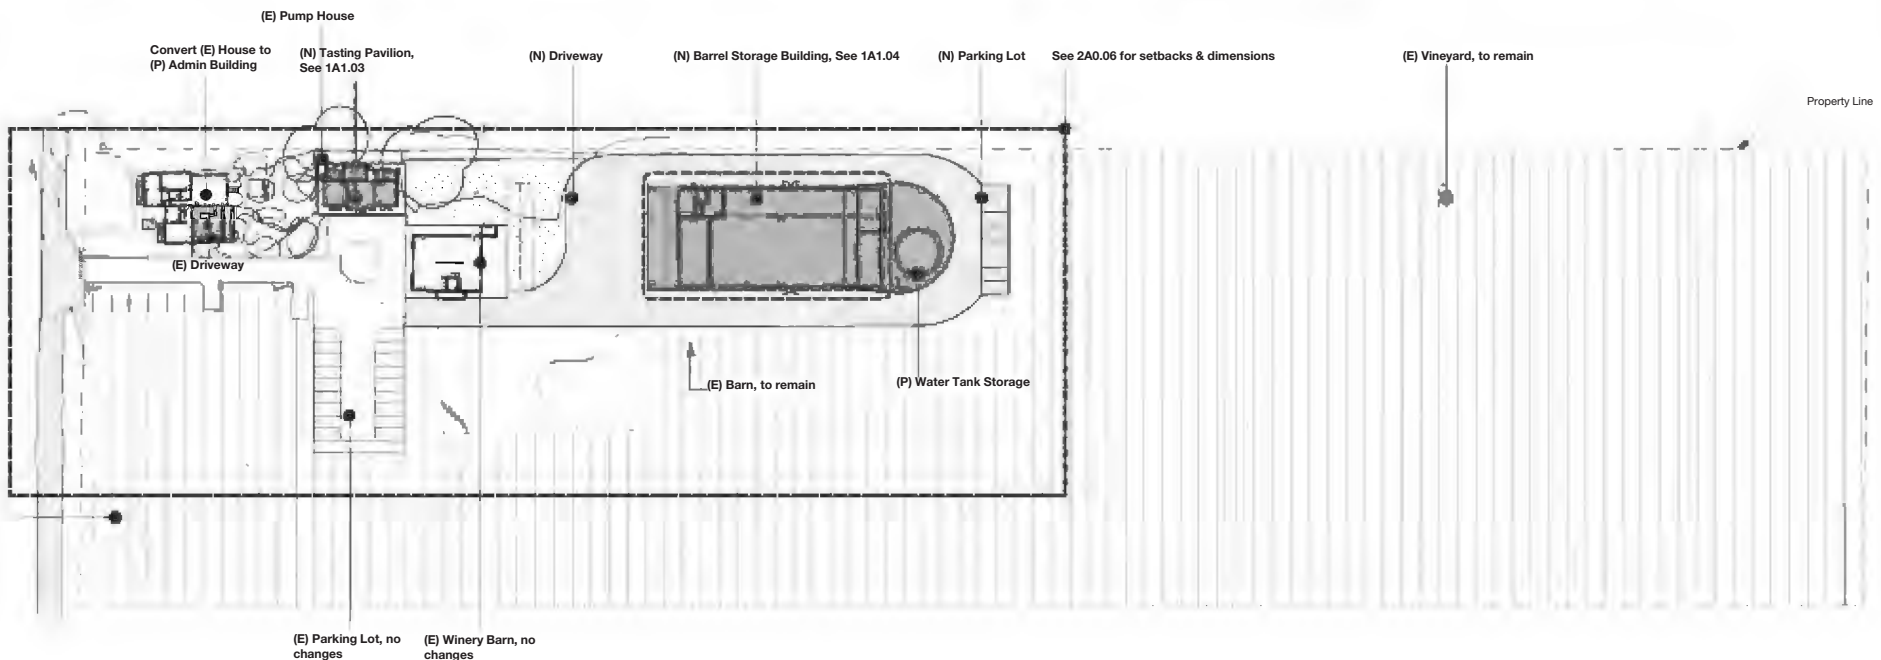 (E) Pump House
Convert (E) House to
(P) Admin Building
(N) Tasting Pavilion,
See 1A1.03
(N) Driveway
(N) Barrel Storage Building, See 1A1.04
(N) Parking Lot
See 2A0.06 for setbacks & dimensions
(E) Vineyard, to remain
Property Line
(E) Driveway
(E) Barn, to remain
(P) Water Tank Storage
(E) Parking Lot, no
changes
(E) Winery Barn, no
changes